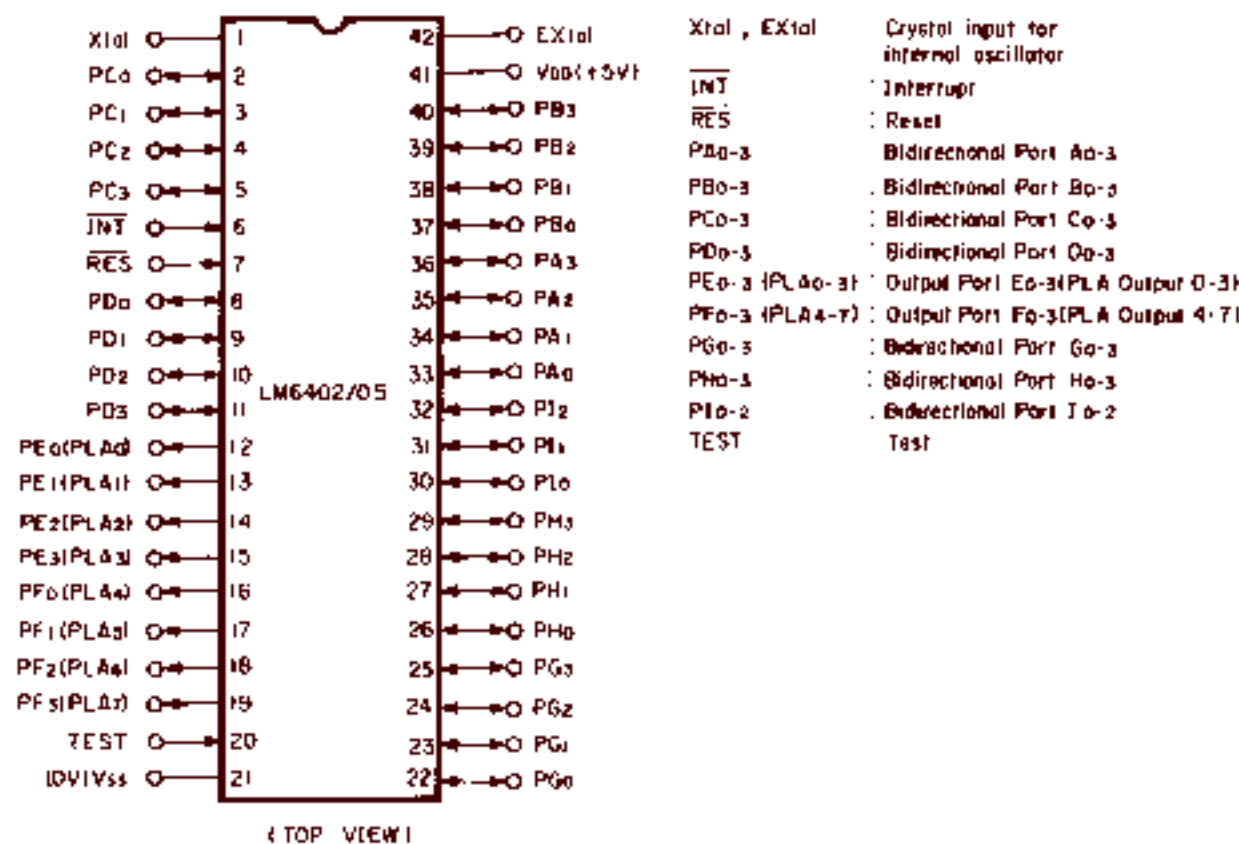 Xtal 1 42 EXtal
PC0 2 41 VDD(+5V)
PC1 3 40 PB3
PC2 4 39 PB2
PC3 5 38 PB1
INT 6 37 PB0
RES 7 36 PA3
PD0 8 35 PA2
PD1 9 34 PA1
PD2 10 33 PA0
LM6402/05
PD3 11 32 PI2
PE0(PLA0) 12 31 PI1
PE1(PLA1) 13 30 PI0
PE2(PLA2) 14 29 PH3
PE3(PLA3) 15 28 PH2
PF0(PLA4) 16 27 PH1
PF1(PLA5) 17 26 PH0
PF2(PLA6) 18 25 PG3
PF3(PLA7) 19 24 PG2
TEST 20 23 PG1
(0V)Vss 21 22 PG0
(TOP VIEW)
Xtal , EXtal Crystal input for
internal oscillator
INT : Interrupt
RES : Reset
PA0-3 Bidirectional Port A0-3
PB0-3 : Bidirectional Port B0-3
PC0-3 : Bidirectional Port C0-3
PD0-3 : Bidirectional Port D0-3
PE0-3 (PLA0-3) : Output Port E0-3(PLA Output 0-3)
PF0-3 (PLA4-7) : Output Port F0-3(PLA Output 4-7)
PG0-3 : Bidirectional Port G0-3
PH0-3 : Bidirectional Port H0-3
PI0-2 : Bidirectional Port I0-2
TEST Test